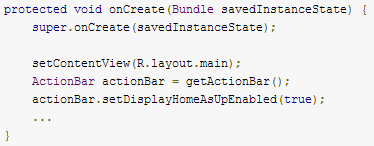 protected void onCreate(Bundle savedInstanceState) {
    super.onCreate(savedInstanceState);

    setContentView(R.layout.main);
    ActionBar actionBar = getActionBar();
    actionBar.setDisplayHomeAsUpEnabled(true);
    ...
}